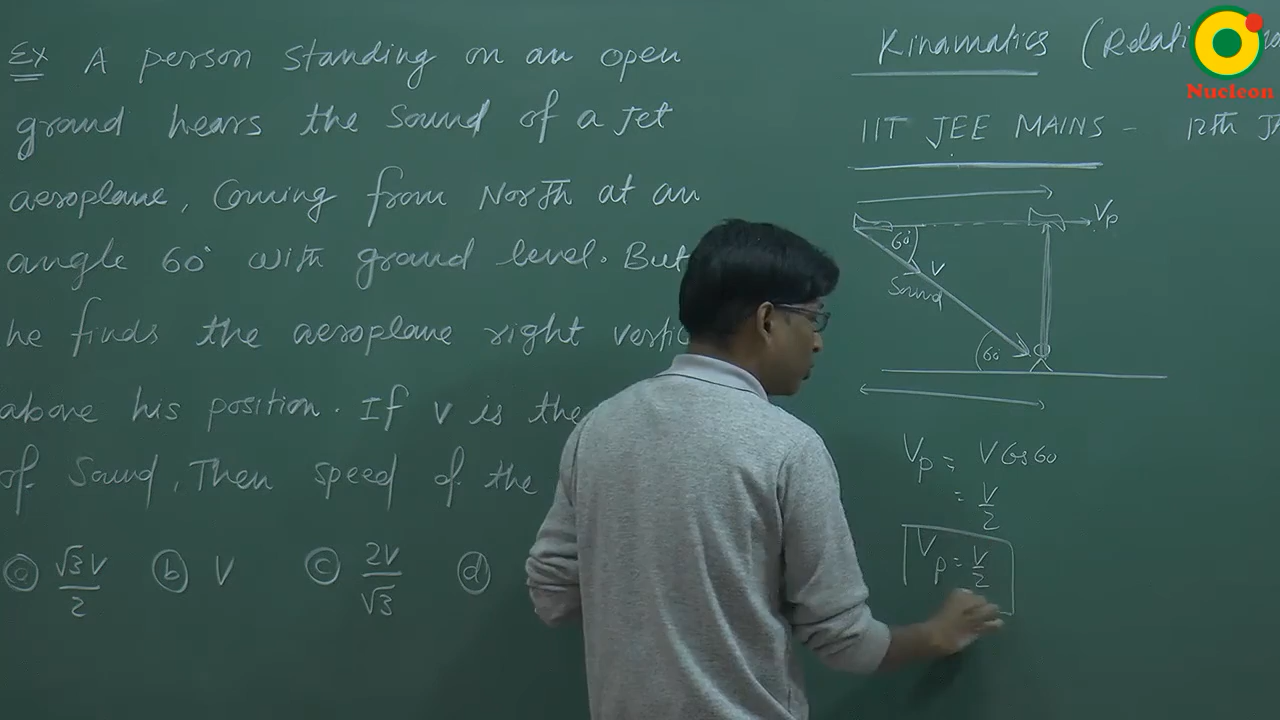 Ex A person standing on an open
ground hears the sound of a Jet
aeroplane, Coming from North at an
angle 60° with ground level. But
he finds the aeroplane right
above his position. If v is the
of Sound, Then speed of the
(a) √3 V / 2 (b) V (c) 2V / √3 (d)
Kinamatics
Nucleon
IIT JEE MAINS - 12th
Vp
60°
V
Sound
60°
Vp = V Cos 60
= V / 2
Vp = V / 2